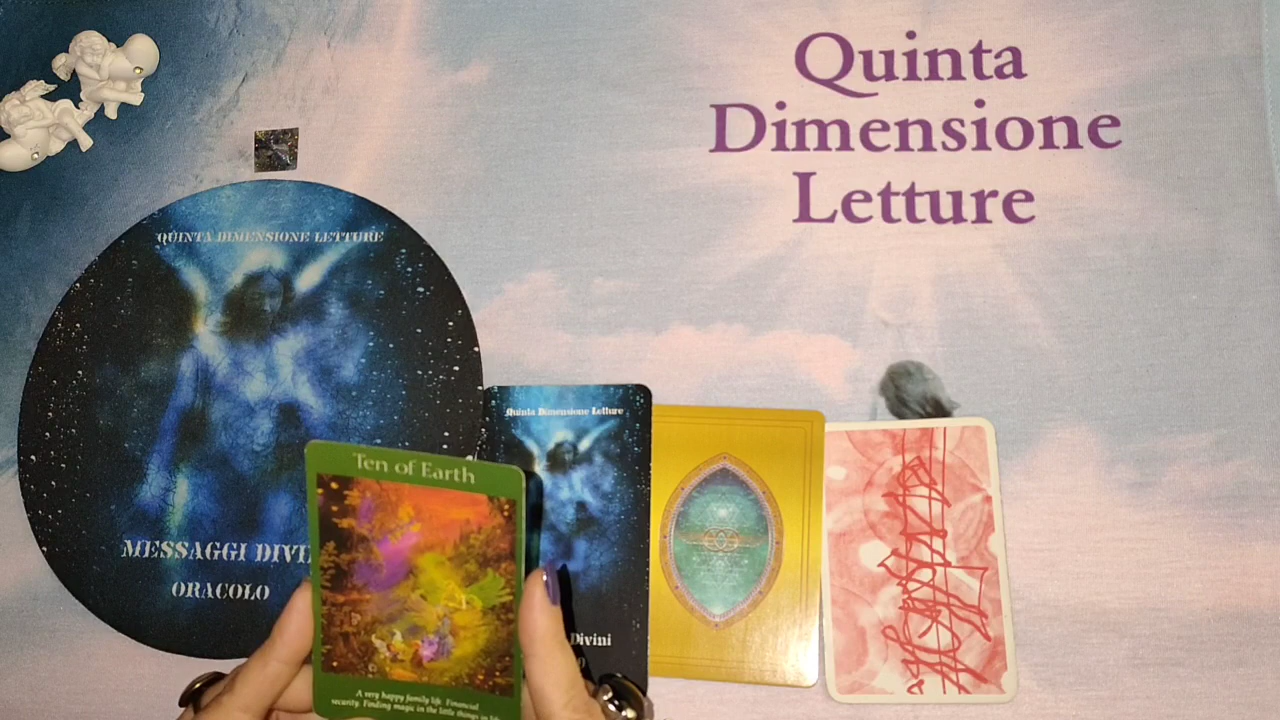 Quinta
Dimensione
Letture
QUINTA DIMENSIONE LETTURE
MESSAGGI DIVI
ORACOLO
Quinta Dimensione Letture
Divini
Ten of Earth
A very happy family life. Financial
security. Finding magic in the little things in